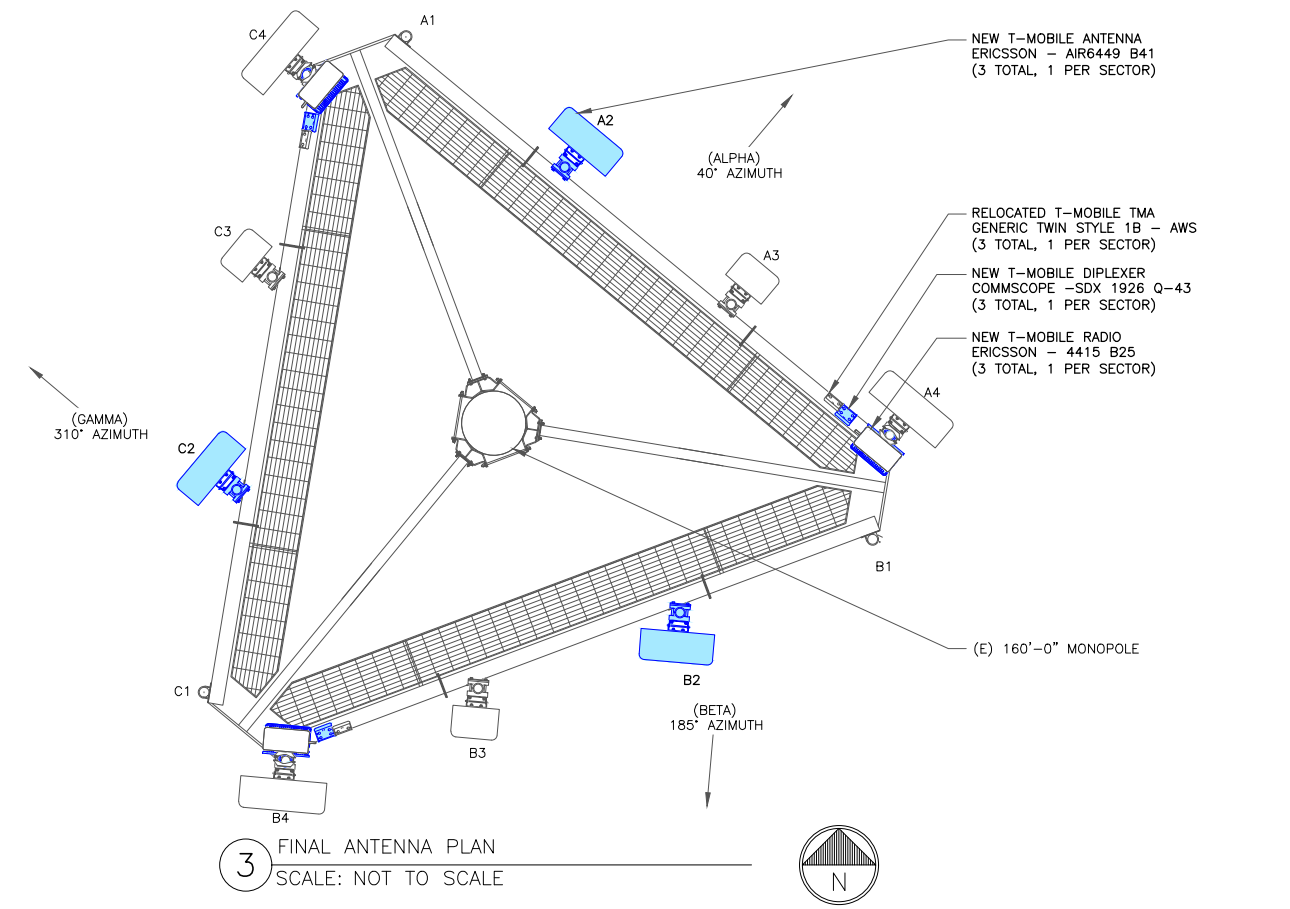 C4
A1
NEW T-MOBILE ANTENNA
ERICSSON - AIR6449 B41
(3 TOTAL, 1 PER SECTOR)
A2
(ALPHA)
40° AZIMUTH
RELOCATED T-MOBILE TMA
GENERIC TWIN STYLE 1B - AWS
(3 TOTAL, 1 PER SECTOR)
C3
A3
NEW T-MOBILE DIPLEXER
COMMSCOPE -SDX 1926 Q-43
(3 TOTAL, 1 PER SECTOR)
NEW T-MOBILE RADIO
ERICSSON - 4415 B25
(3 TOTAL, 1 PER SECTOR)
A4
(GAMMA)
310° AZIMUTH
C2
B1
(E) 160'-0" MONOPOLE
B2
C1
(BETA)
185° AZIMUTH
B3
B4
3
FINAL ANTENNA PLAN
SCALE: NOT TO SCALE
N